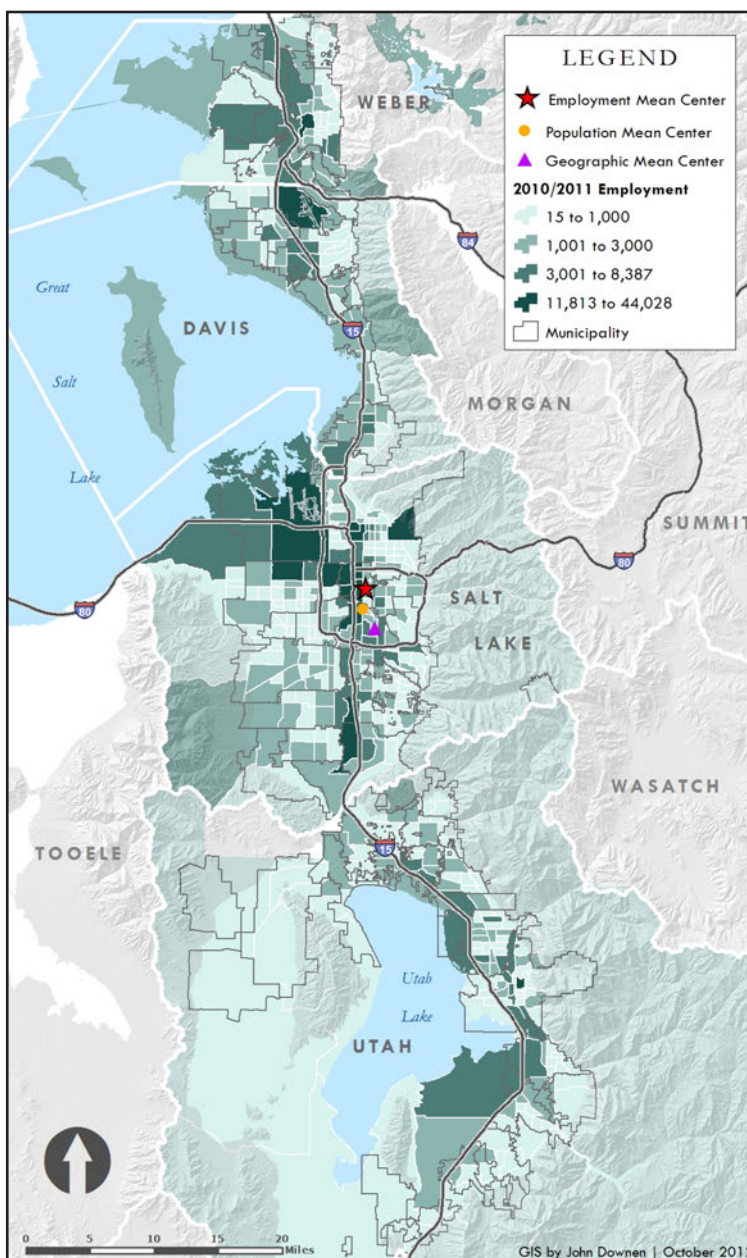 LEGEND
Employment Mean Center
Population Mean Center
Geographic Mean Center
2010/2011 Employment
15 to 1,000
1,001 to 3,000
3,001 to 8,387
11,813 to 44,028
Municipality
WEBER
84
Great
DAVIS
15
Salt
MORGAN
Lake
SUMMIT
80
80
SALT
LAKE
WASATCH
TOOELE
15
Utah
Lake
UTAH
0 5 10 20
Miles
GIS by John Downen | October 201